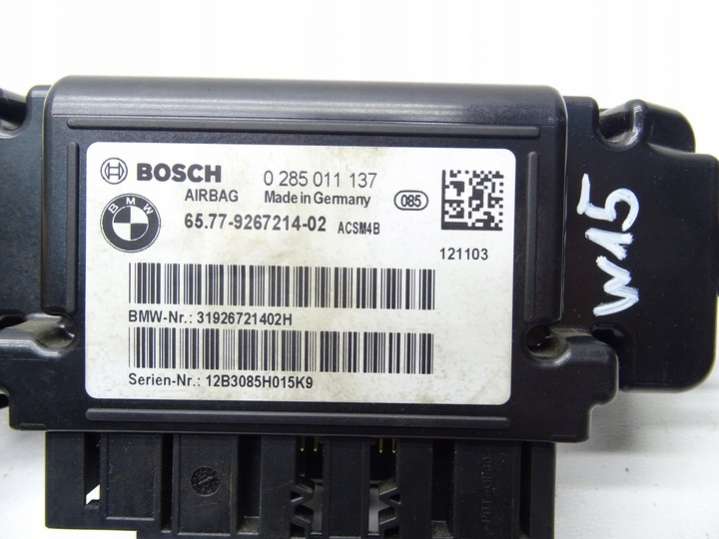 BOSCH 0 285 011 137
AIRBAG Made in Germany 085
BMW
65.77-9267214-02 ACSM4B
121103
BMW-Nr.: 31926721402H
Serien-Nr.: 12B3085H015K9
W15